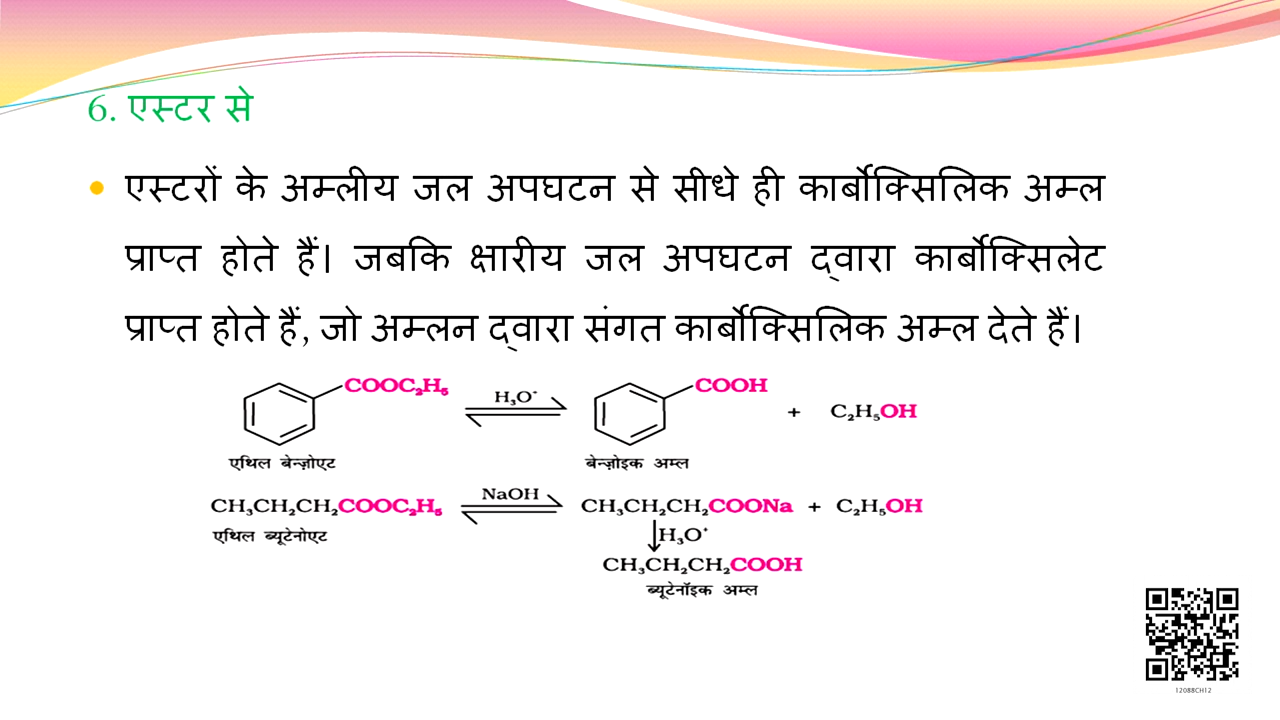 6. एस्टर से
• एस्टरों के अम्लीय जल अपघटन से सीधे ही कार्बोक्सिलिक अम्ल
प्राप्त होते हैं। जबकि क्षारीय जल अपघटन द्वारा कार्बोक्सिलेट
प्राप्त होते हैं, जो अम्लन द्वारा संगत कार्बोक्सिलिक अम्ल देते हैं।
COOC₂H₅ H₃O⁺ COOH + C₂H₅OH
एथिल बेन्ज़ोएट बेन्ज़ोइक अम्ल
CH₃CH₂CH₂COOC₂H₅ NaOH CH₃CH₂CH₂COONa + C₂H₅OH
एथिल ब्यूटेनोएट H₃O⁺
CH₃CH₂CH₂COOH
ब्यूटेनॉइक अम्ल
12088CH12